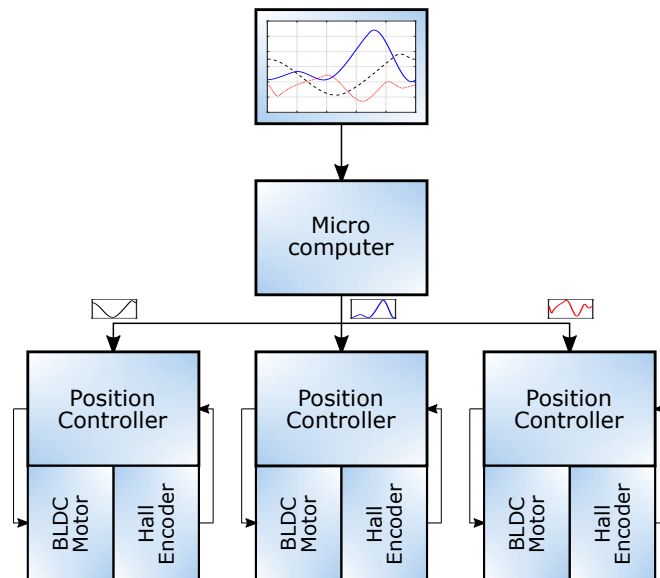 Micro
computer
Position
Controller
Position
Controller
Position
Controller
BLDC
Motor
Hall
Encoder
BLDC
Motor
Hall
Encoder
BLDC
Motor
Hall
Encoder